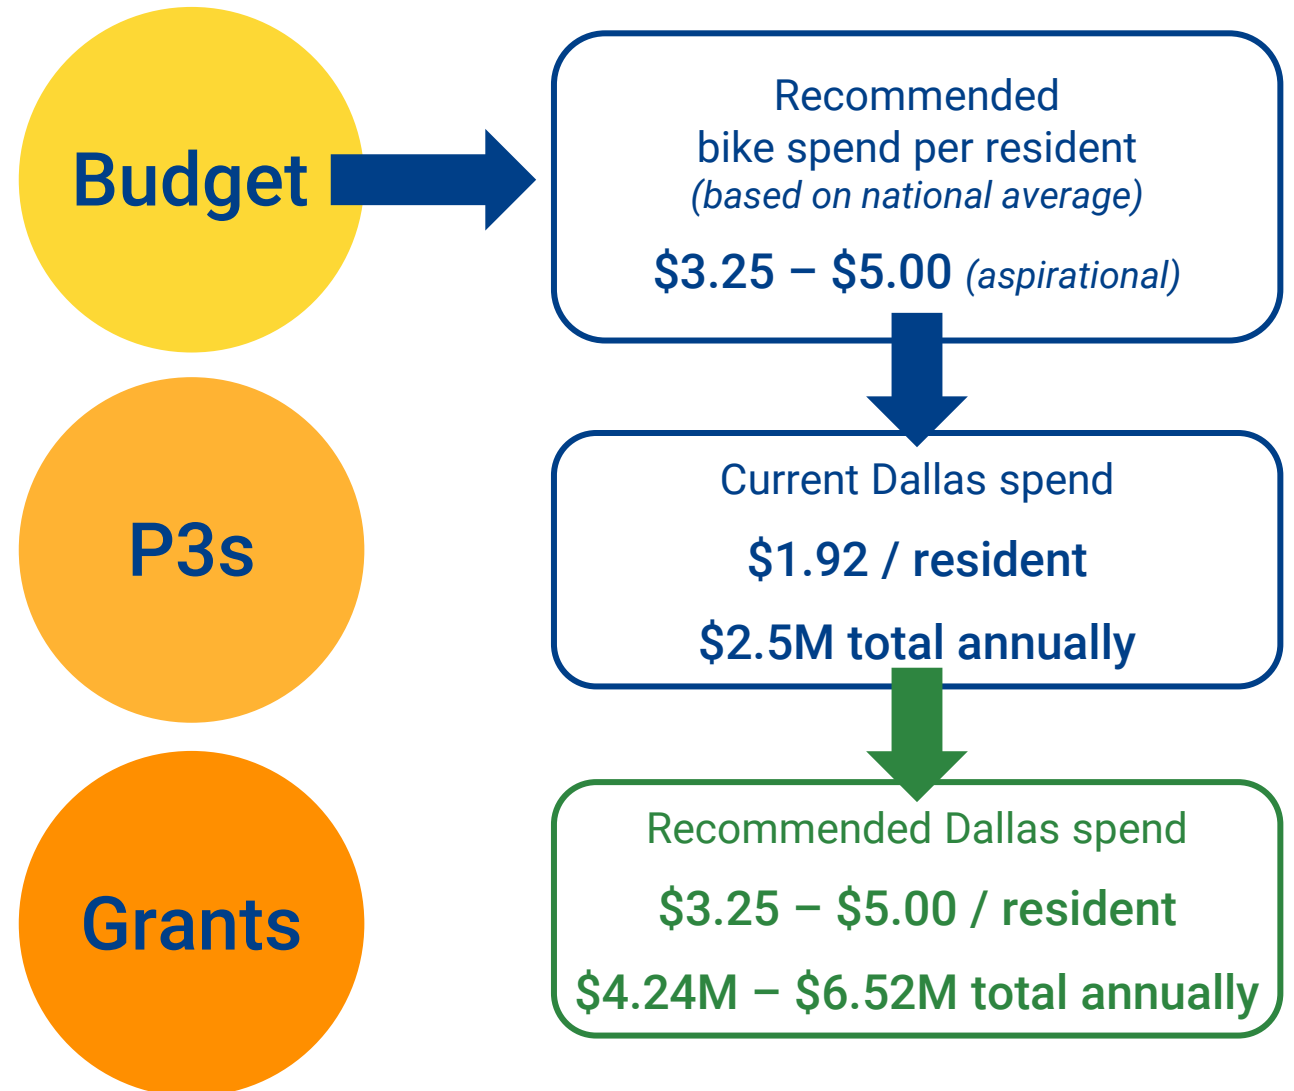 Budget
Recommended
bike spend per resident
(based on national average)
$3.25 – $5.00 (aspirational)
P3s
Current Dallas spend
$1.92 / resident
$2.5M total annually
Grants
Recommended Dallas spend
$3.25 – $5.00 / resident
$4.24M – $6.52M total annually